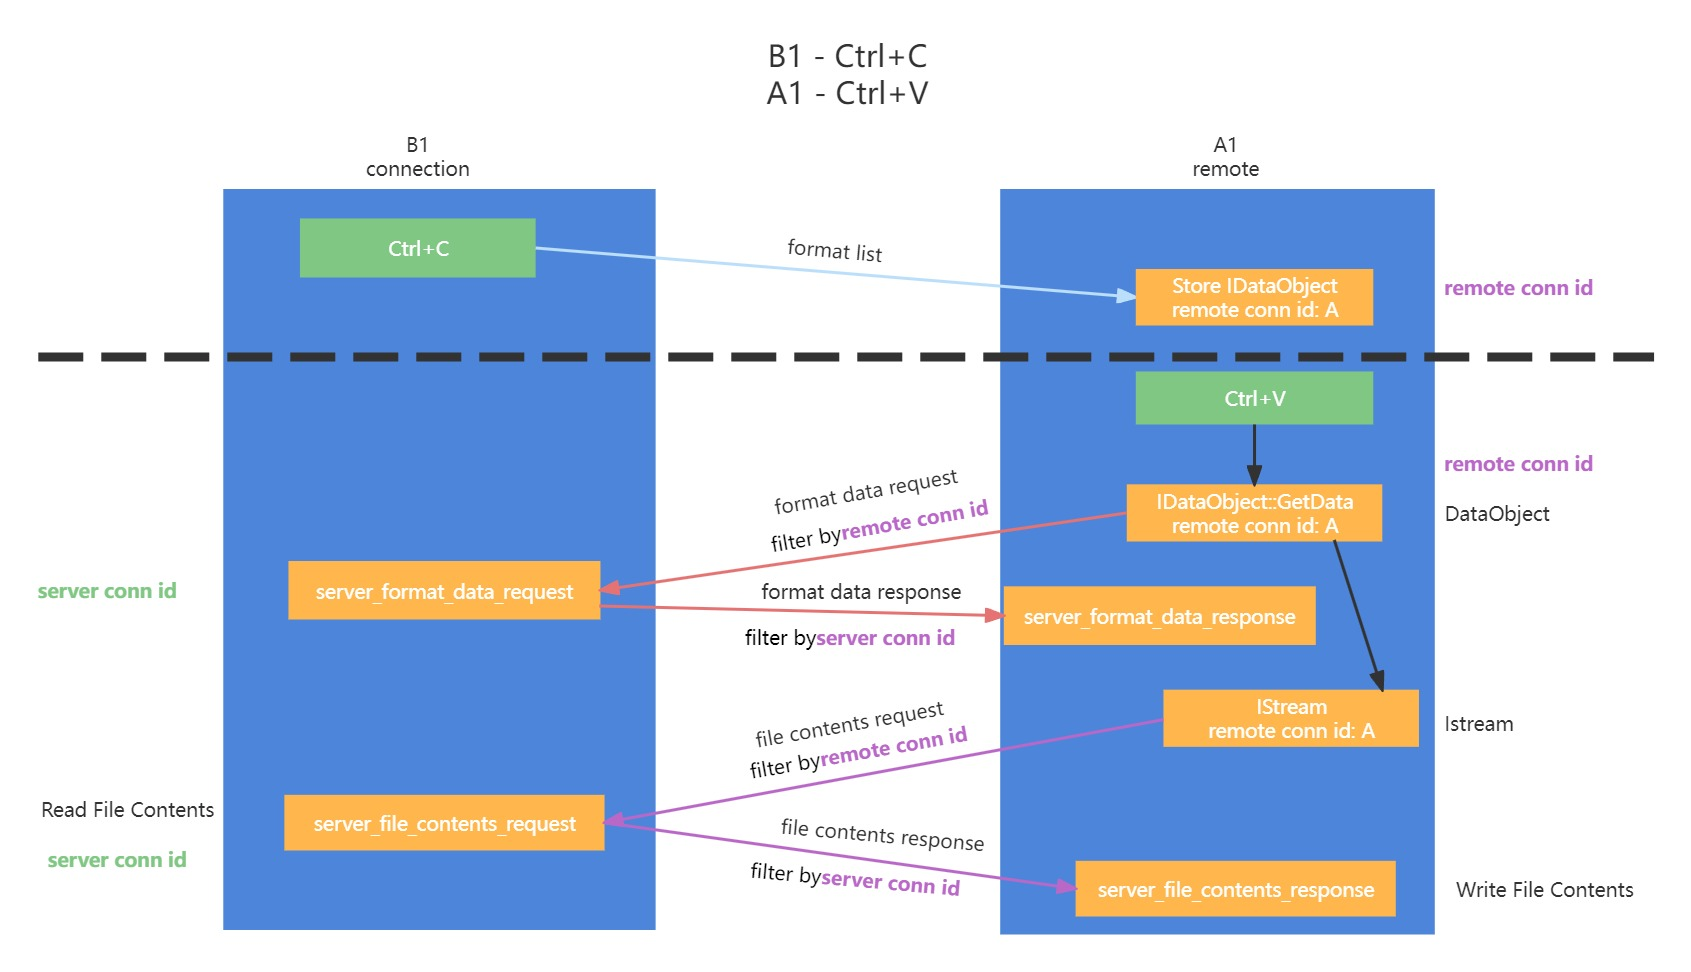 B1 - Ctrl+C
A1 - Ctrl+V
B1
connection
A1
remote
Ctrl+C
format list
Store IDataObject
remote conn id: A
remote conn id
Ctrl+V
remote conn id
format data request
filter byremote conn id
IDataObject::GetData
remote conn id: A
DataObject
server conn id
server_format_data_request
format data response
filter byserver conn id
server_format_data_response
file contents request
filter byremote conn id
IStream
remote conn id: A
Istream
Read File Contents
server conn id
server_file_contents_request
file contents response
filter byserver conn id
server_file_contents_response
Write File Contents